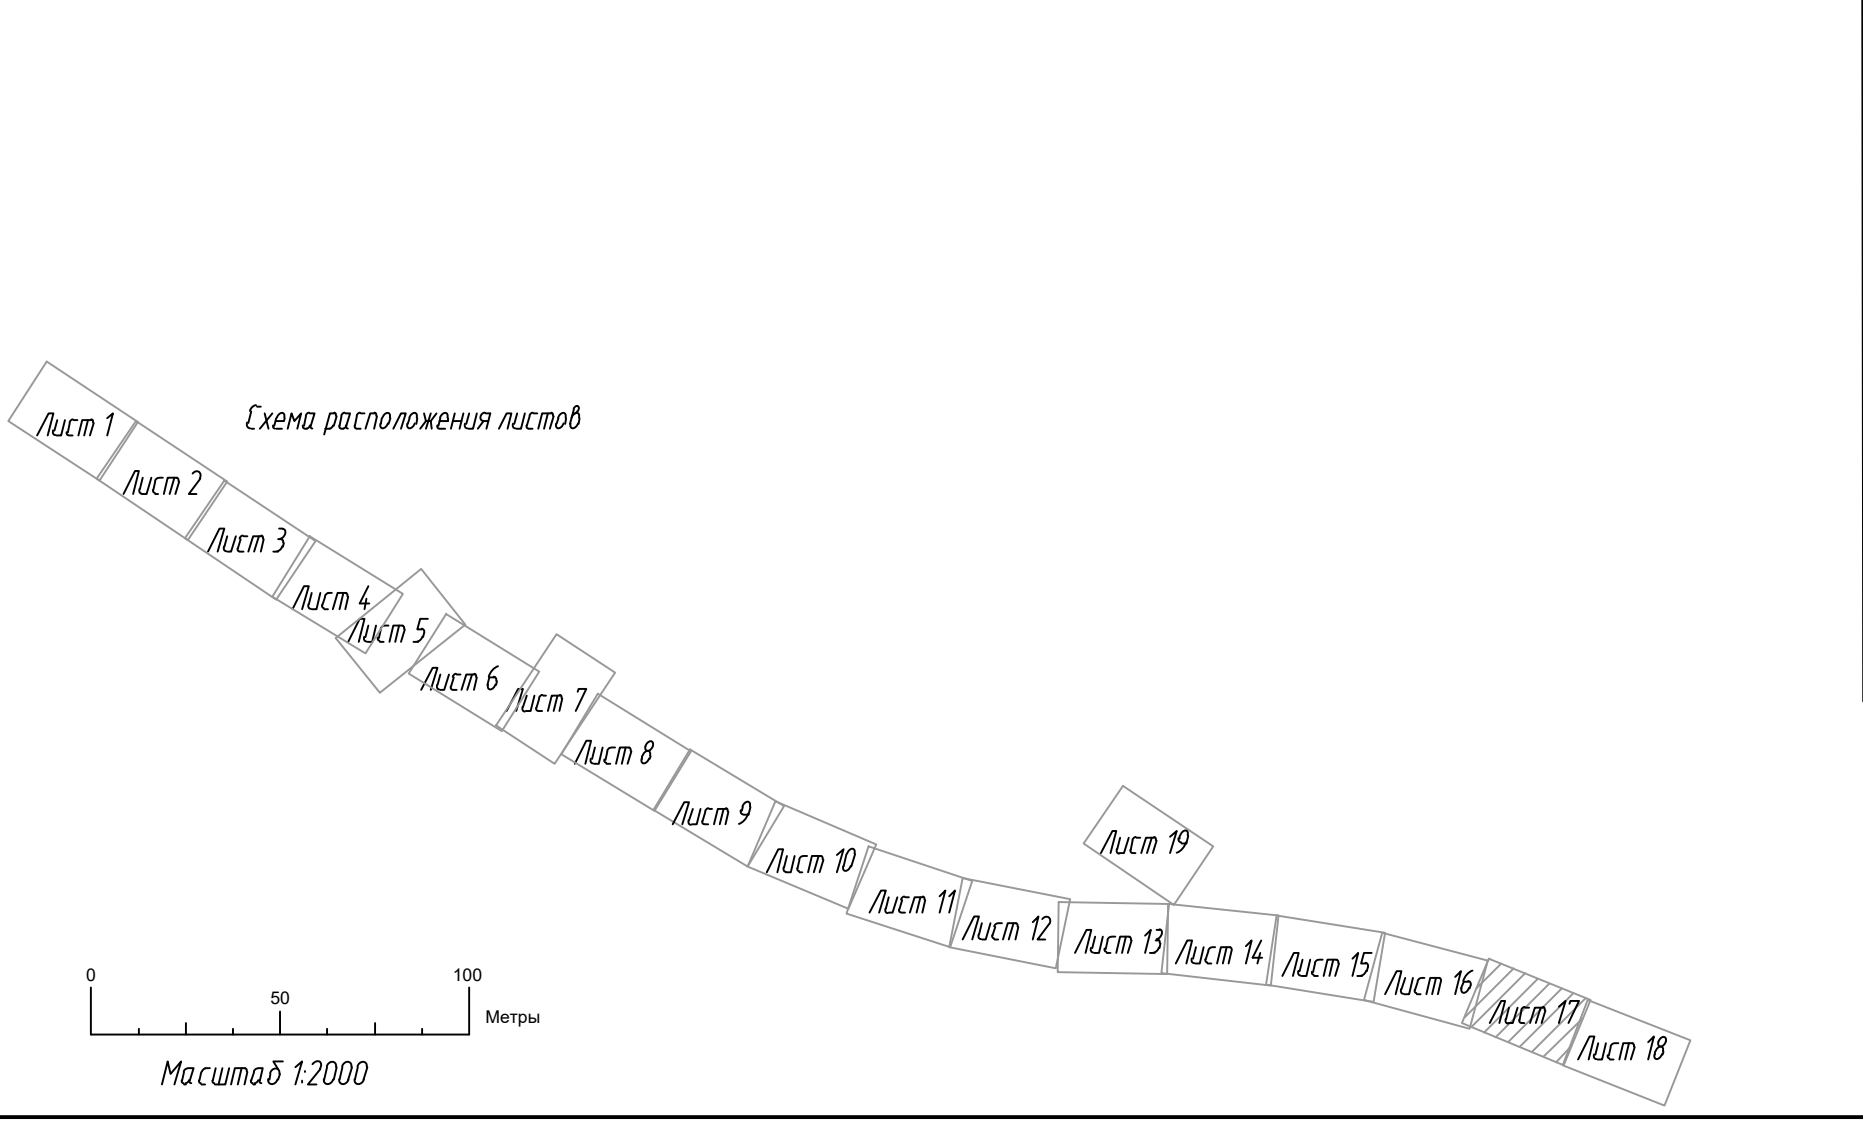 Схема расположения листов
Лист 1
Лист 2
Лист 3
Лист 4
Лист 5
Лист 6
Лист 7
Лист 8
Лист 9
Лист 10
Лист 11
Лист 12
Лист 13
Лист 14
Лист 15
Лист 16
Лист 17
Лист 18
Лист 19
0
50
100
Метры
Масштаб 1:2000